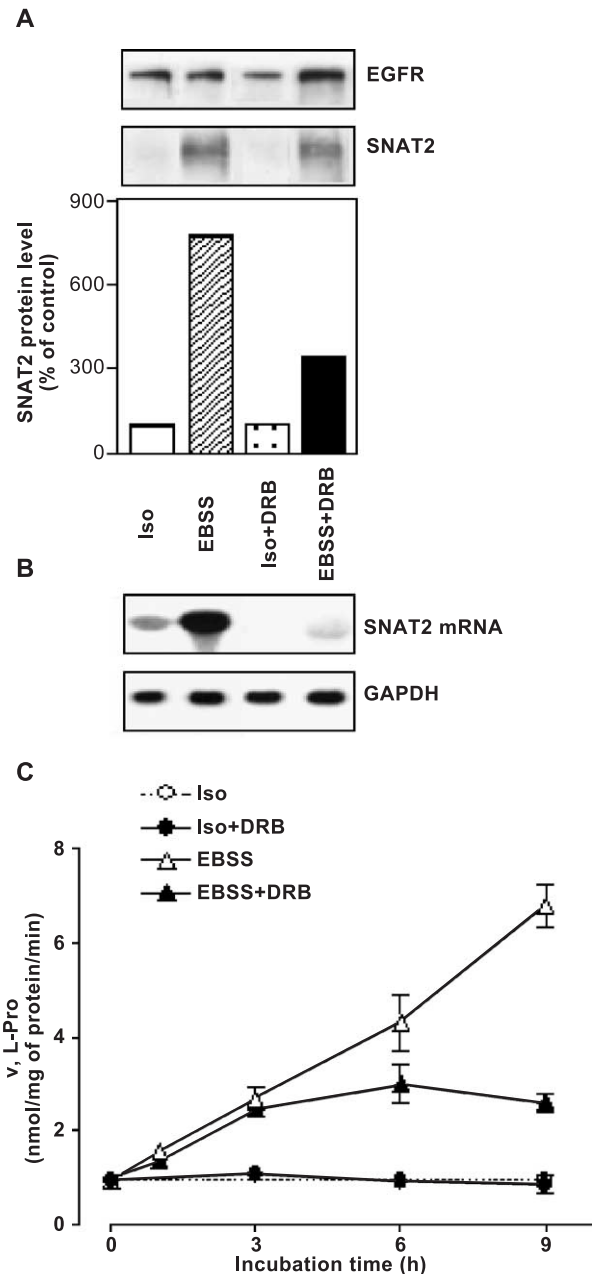 A
EGFR
SNAT2
900
600
300
0
SNAT2 protein level
(% of control)
Iso
EBSS
Iso+DRB
EBSS+DRB
B
SNAT2 mRNA
GAPDH
C
Iso
Iso+DRB
EBSS
EBSS+DRB
8
6
4
2
0
v, L-Pro
(nmol/mg of protein/min)
0 3 6 9
Incubation time (h)